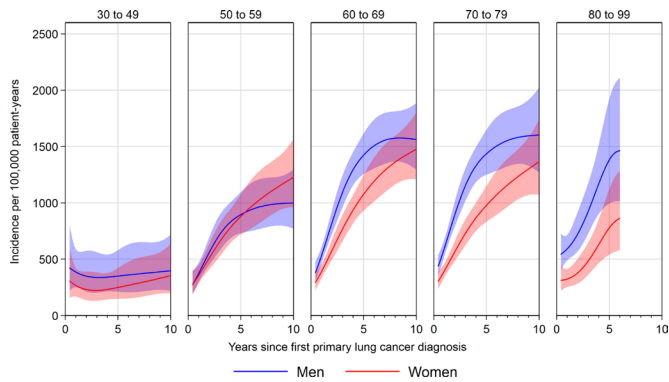 30 to 49 50 to 59 60 to 69 70 to 79 80 to 99
Incidence per 100,000 patient-years
2500
2000
1500
1000
500
0
0 5 10 0 5 10 0 5 10 0 5 10 0 5 10
Years since first primary lung cancer diagnosis
Men Women